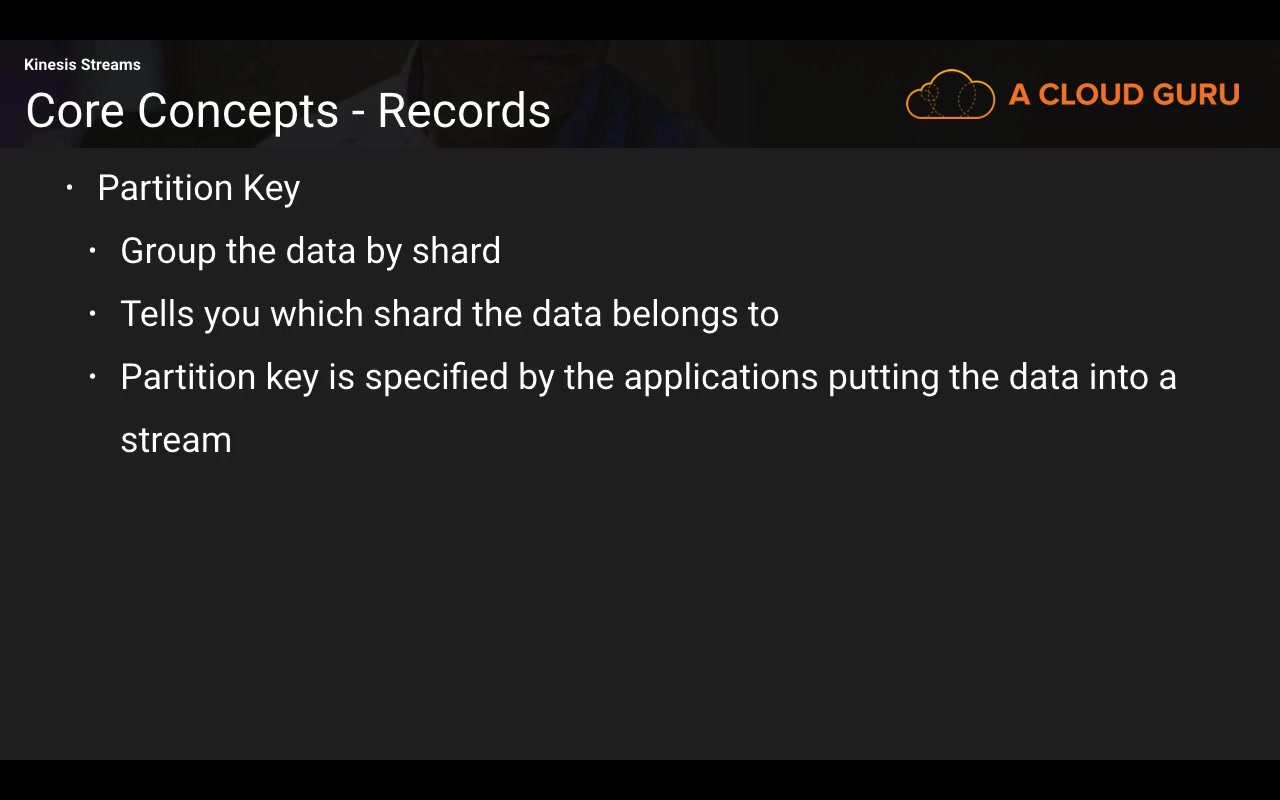 Kinesis Streams
Core Concepts - Records
A CLOUD GURU
• Partition Key
• Group the data by shard
• Tells you which shard the data belongs to
• Partition key is specified by the applications putting the data into a
stream